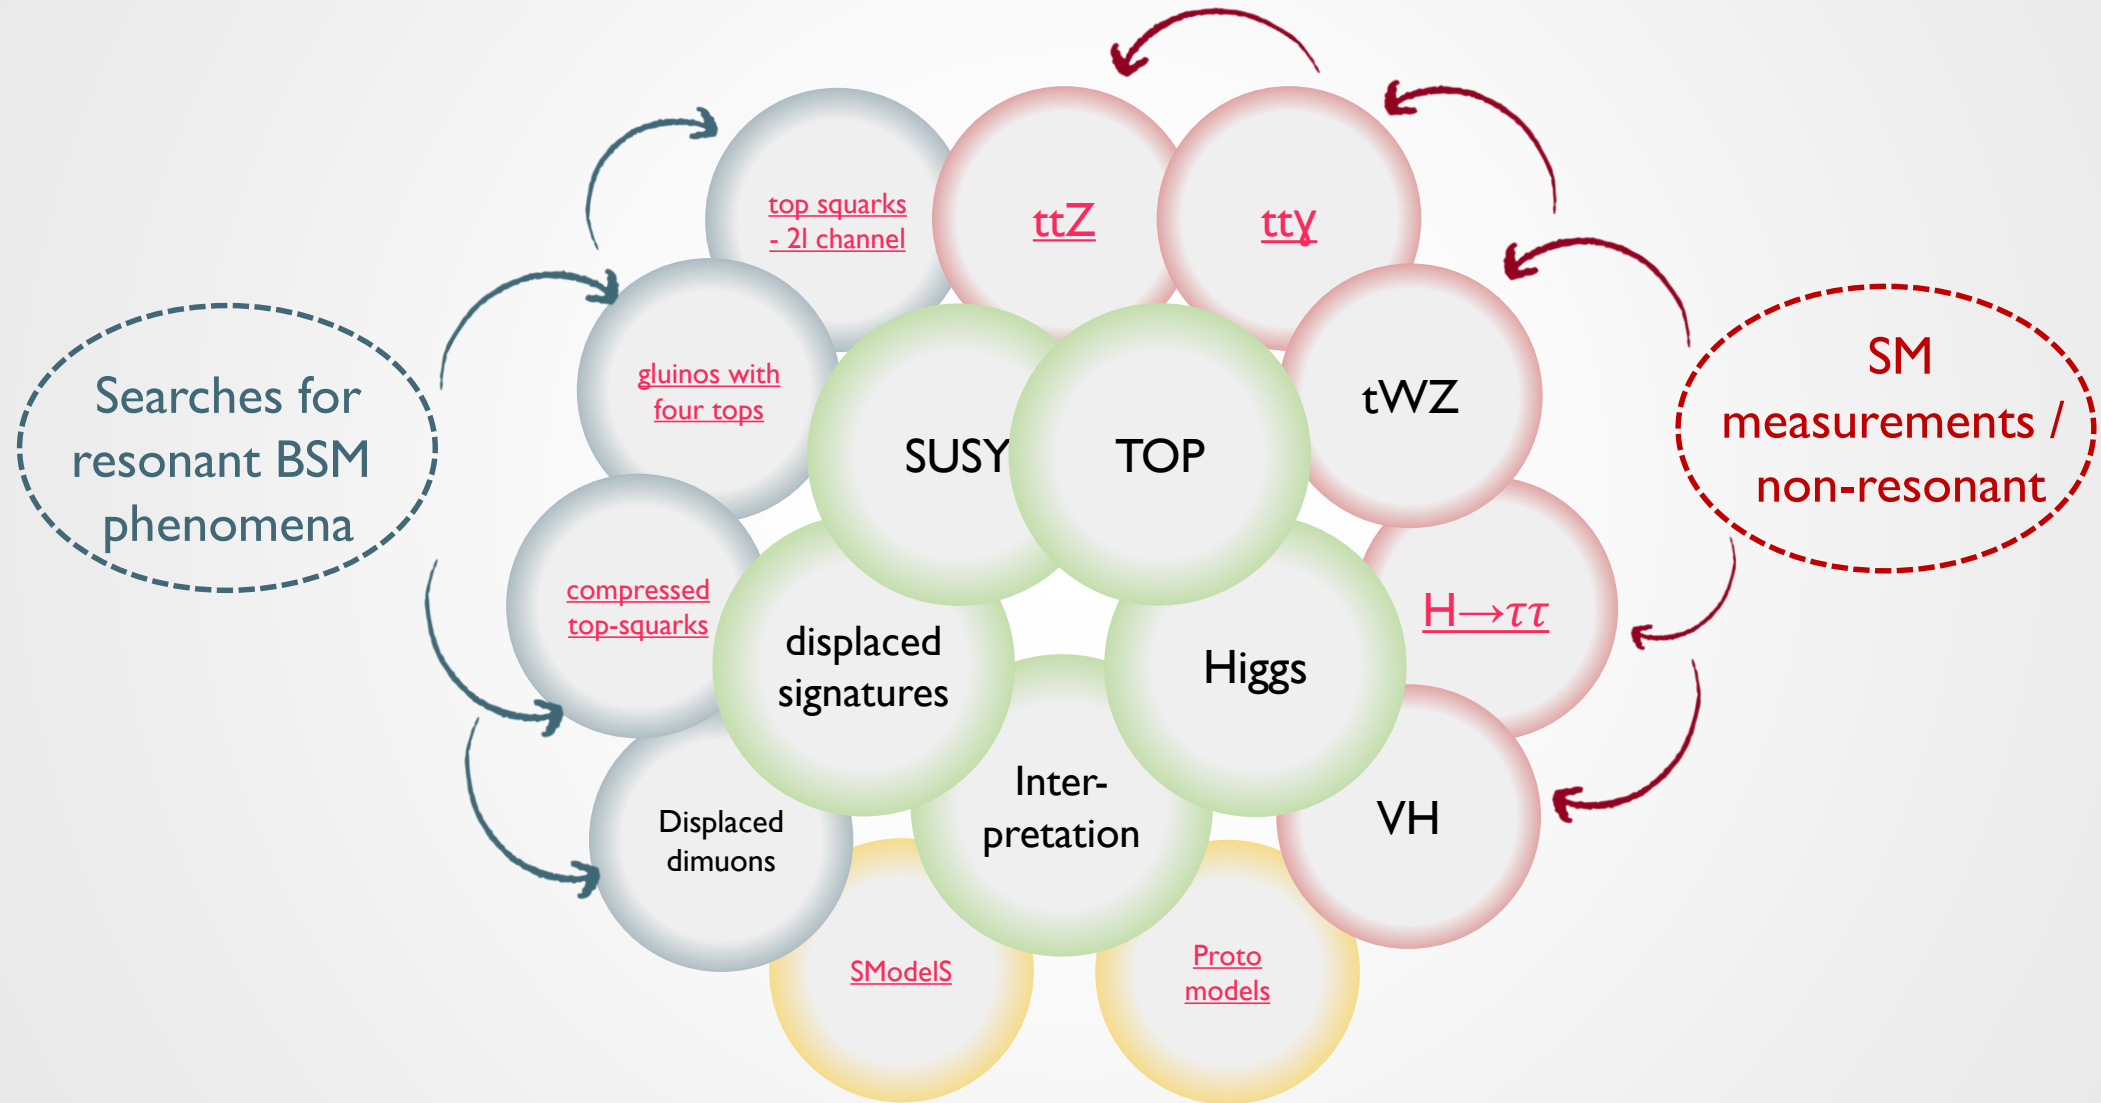 Searches for
resonant BSM
phenomena
top squarks
- 2l channel
gluinos with
four tops
compressed
top-squarks
Displaced
dimuons
ttZ
ttɣ
tWZ
H→ττ
VH
SUSY
TOP
displaced
signatures
Higgs
Inter-
pretation
SModelS
Proto
models
SM
measurements /
non-resonant